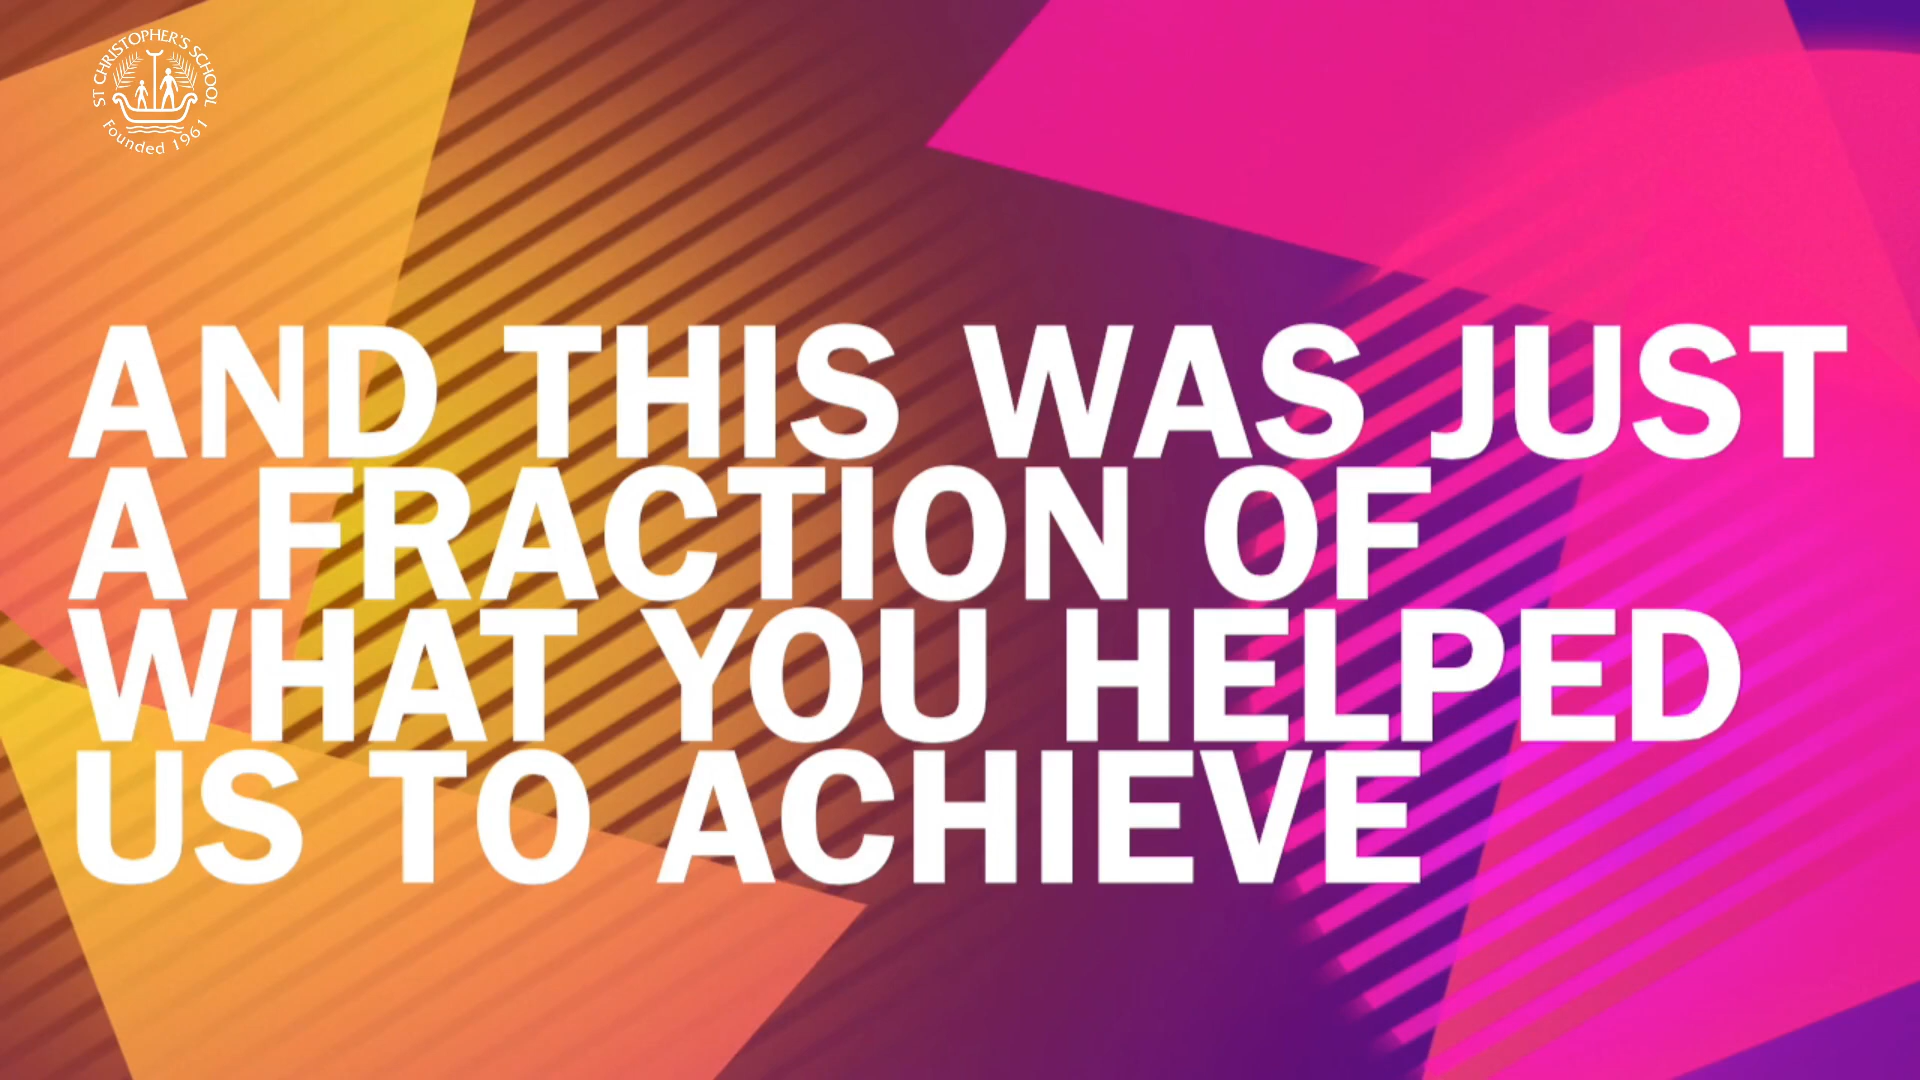 ST CHRISTOPHER'S SCHOOL
Founded 1961
AND THIS WAS JUST
A FRACTION OF
WHAT YOU HELPED
US TO ACHIEVE